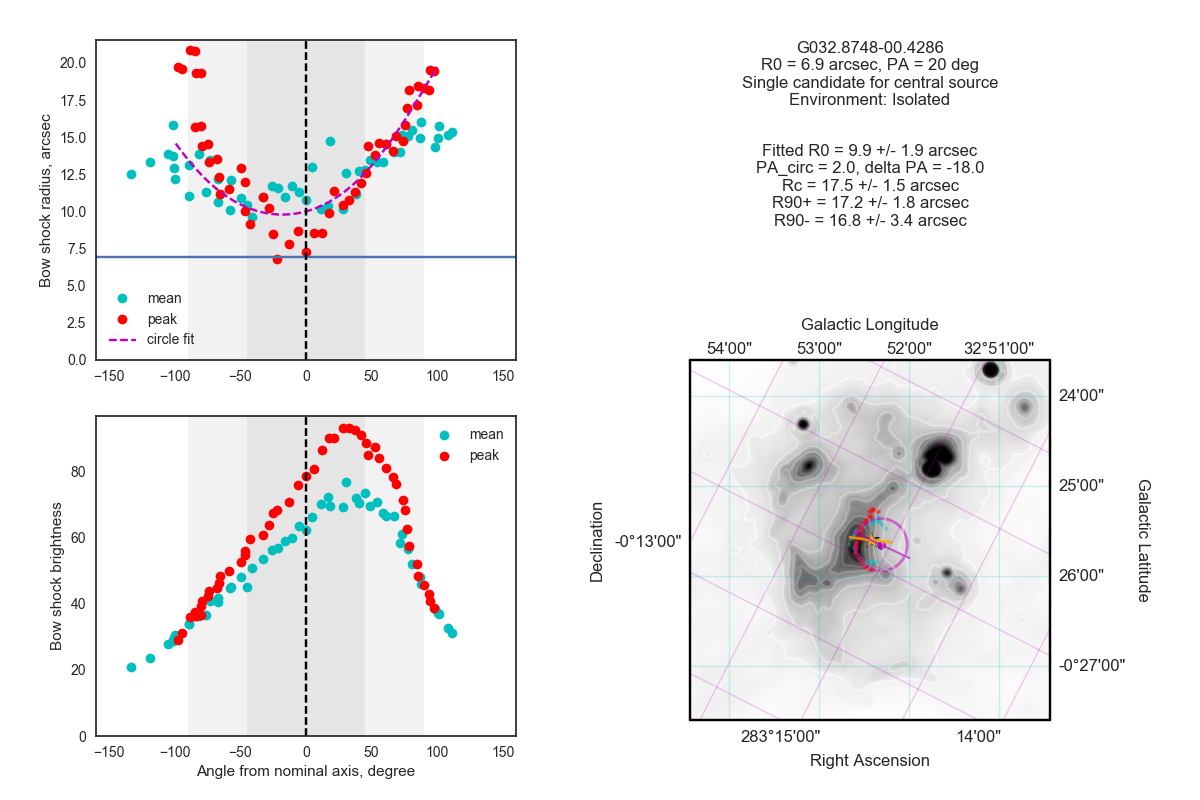 20.0
17.5
15.0
12.5
10.0
7.5
5.0
2.5
0.0
Bow shock radius, arcsec
mean
peak
circle fit
−150
−100
−50
0
50
100
150
80
60
40
20
0
Bow shock brightness
mean
peak
−150
−100
−50
0
50
100
150
Angle from nominal axis, degree
G032.8748-00.4286
R0 = 6.9 arcsec, PA = 20 deg
Single candidate for central source
Environment: Isolated
Fitted R0 = 9.9 +/- 1.9 arcsec
PA_circ = 2.0, delta PA = -18.0
Rc = 17.5 +/- 1.5 arcsec
R90+ = 17.2 +/- 1.8 arcsec
R90- = 16.8 +/- 3.4 arcsec
Galactic Longitude
54'00"
53'00"
52'00"
32°51'00"
24'00"
25'00"
26'00"
-0°27'00"
Galactic Latitude
Declination
-0°13'00"
283°15'00"
14'00"
Right Ascension